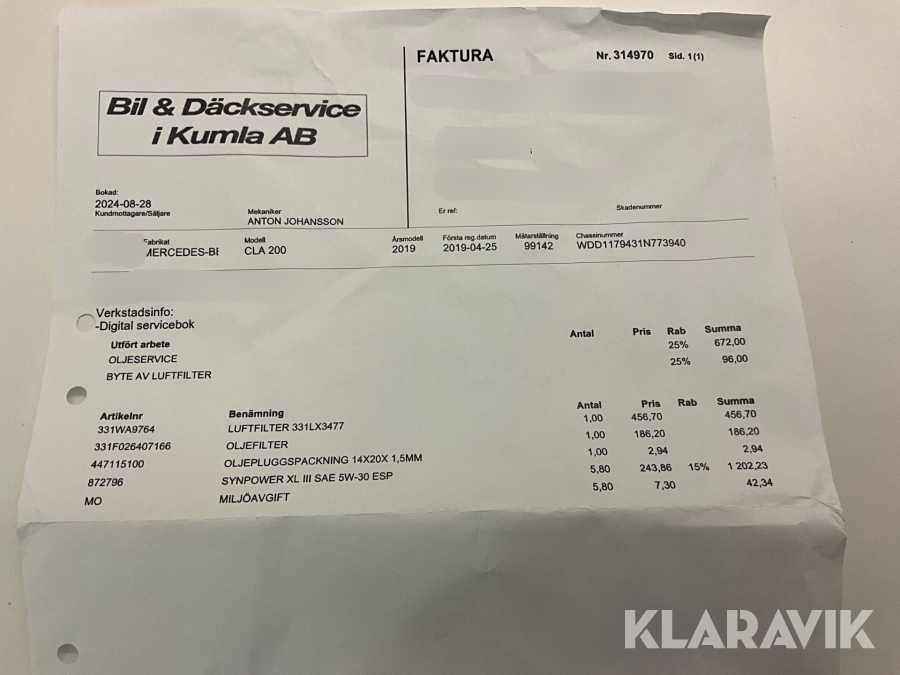 FAKTURA Nr. 314970 Sid. 1(1)
Bil & Däckservice
i Kumla AB
Bokad:
2024-08-28
Kundmottagare/Säljare
Mekaniker
ANTON JOHANSSON
Er ref:
Skadenummer
Fabrikat Modell Årsmodell Första reg.datum Mätarställning Chassinummer
MERCEDES-BE CLA 200 2019 2019-04-25 99142 WDD1179431N773940
Verkstadsinfo:
-Digital servicebok
Utfört arbete Antal Pris Rab Summa
OLJESERVICE 25% 672,00
BYTE AV LUFTFILTER 25% 96,00
Artikelnr Benämning Antal Pris Rab Summa
331WA9764 LUFTFILTER 331LX3477 1,00 456,70 456,70
331F026407166 OLJEFILTER 1,00 186,20 186,20
447115100 OLJEPLUGGSPACKNING 14X20X 1,5MM 1,00 2,94 2,94
872796 SYNPOWER XL III SAE 5W-30 ESP 5,80 243,86 15% 1 202,23
MO MILJÖAVGIFT 5,80 7,30 42,34
KLARAVIK